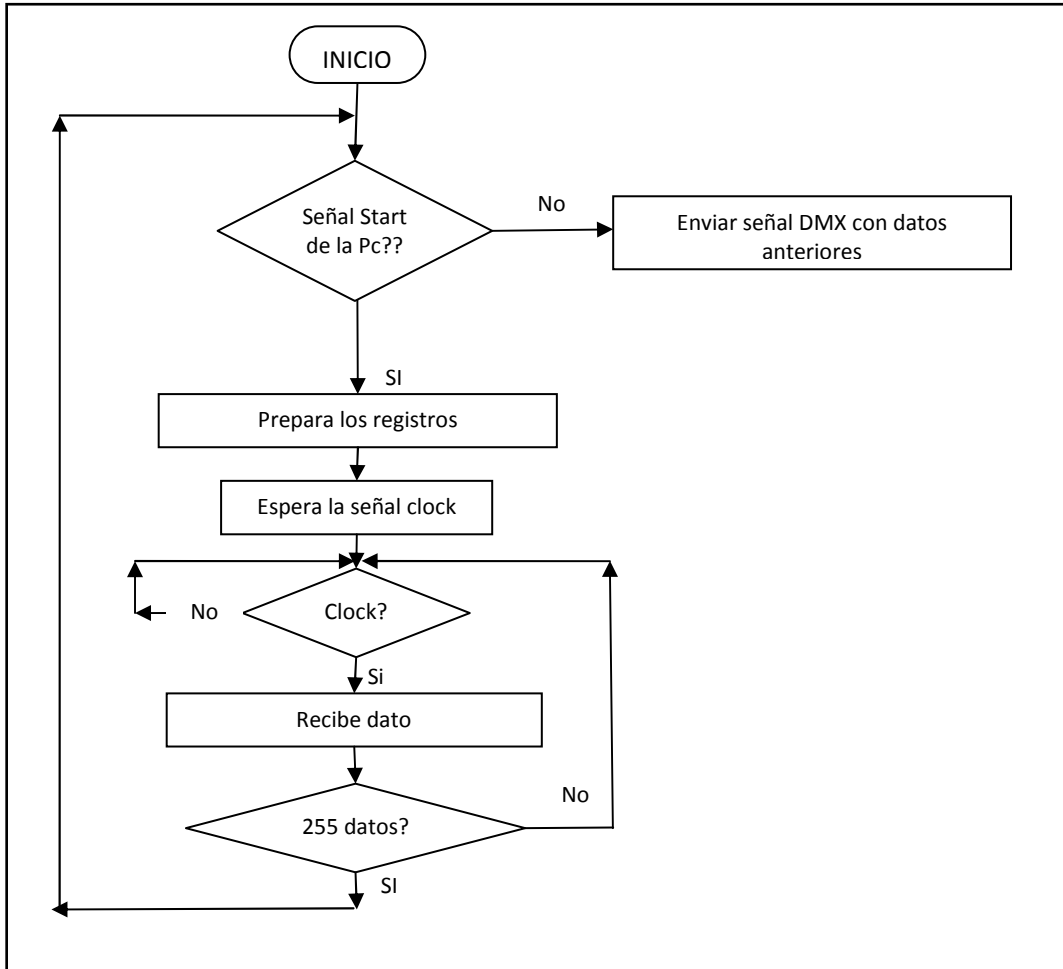 INICIO
Señal Start
de la Pc??
No
Enviar señal DMX con datos
anteriores
SI
Prepara los registros
Espera la señal clock
No
Clock?
Si
Recibe dato
255 datos?
No
SI